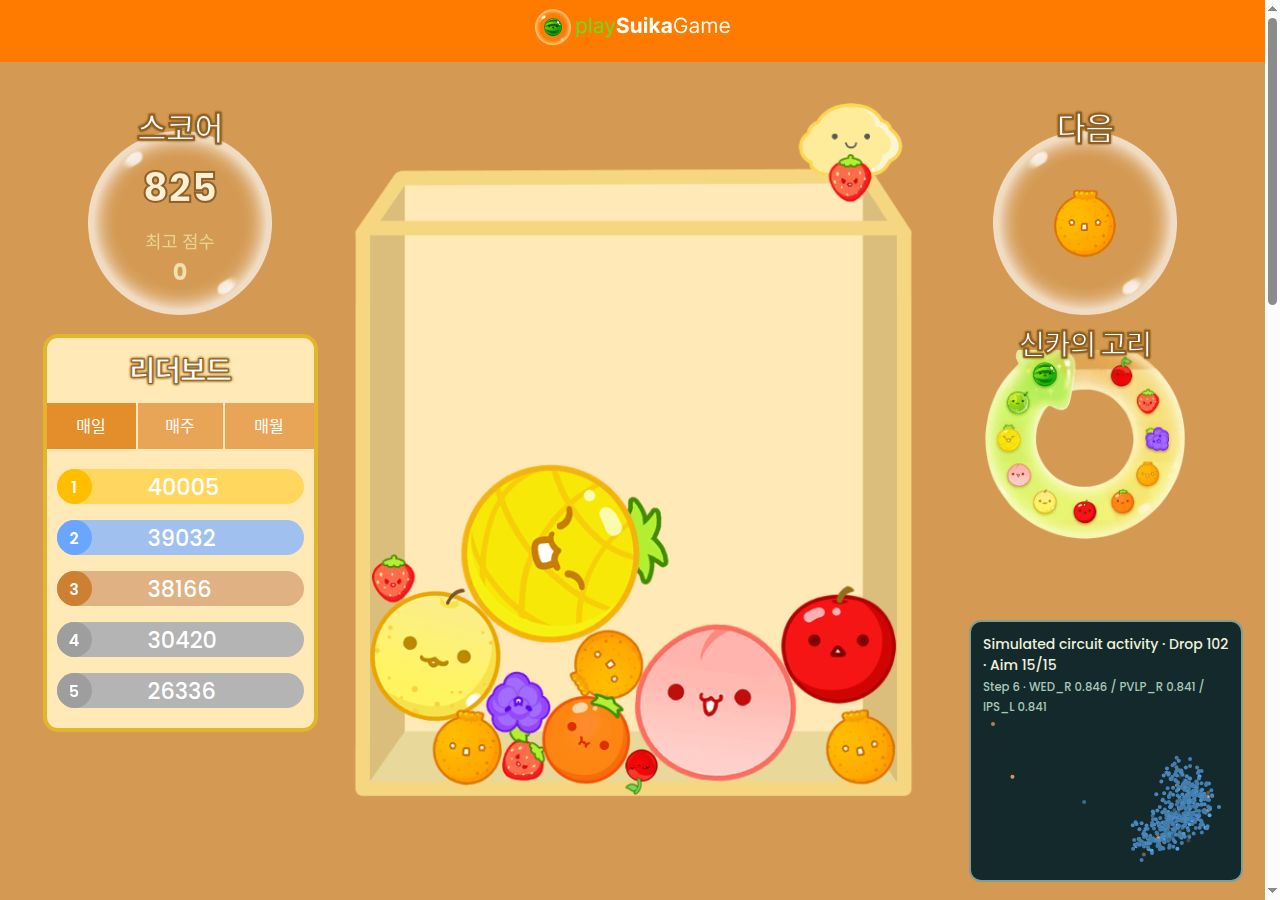 playSuikaGame
스코어
825
최고 점수
0
리더보드
매일 매주 매월
1 40005
2 39032
3 38166
4 30420
5 26336
다음
신카의 고리
Simulated circuit activity · Drop 102
· Aim 15/15
Step 6 · WED_R 0.846 / PVLP_R 0.841 /
IPS_L 0.841